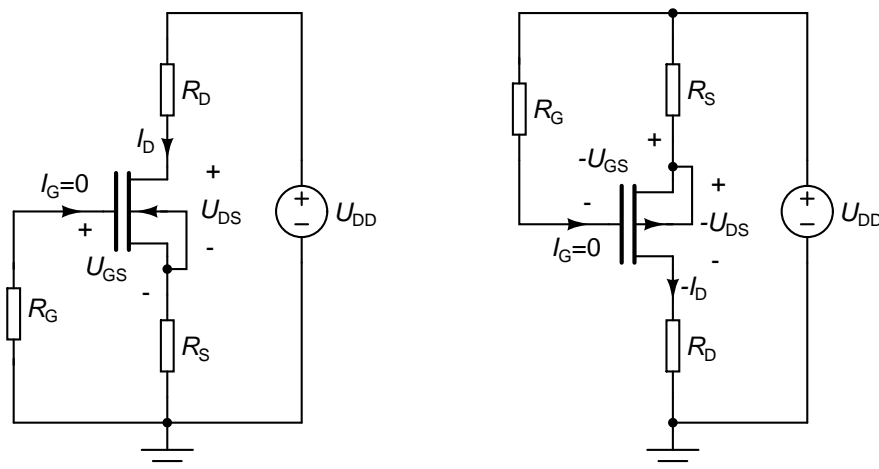 R_D
I_D
+
I_G=0
U_DS
+
-
U_GS
-
R_G
R_S
+
−
U_DD
R_S
R_G
+
-U_GS
-
+
-U_DS
I_G=0
-
-I_D
R_D
+
−
U_DD